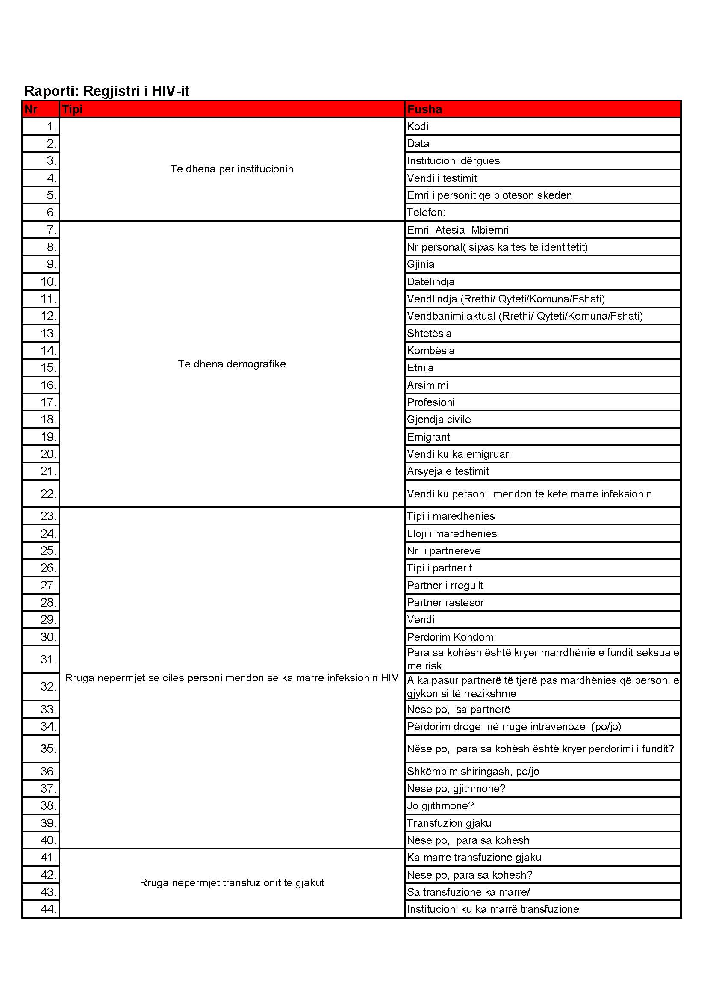 Raporti: Regjistri i HIV-it
Nr Tipi Fusha
1. Kodi
2. Data
3. Institucioni dërgues
Te dhena per institucionin
4. Vendi i testimit
5. Emri i personit qe ploteson skeden
6. Telefon:
7. Emri  Atesia  Mbiemri
8. Nr personal( sipas kartes te identitetit)
9. Gjinia
10. Datelindja
11. Vendlindja (Rrethi/ Qyteti/Komuna/Fshati)
12. Vendbanimi aktual (Rrethi/ Qyteti/Komuna/Fshati)
13. Shtetësia
14. Kombësia
Te dhena demografike
15. Etnija
16. Arsimimi
17. Profesioni
18. Gjendja civile
19. Emigrant
20. Vendi ku ka emigruar:
21. Arsyeja e testimit
22. Vendi ku personi  mendon te kete marre infeksionin
23. Tipi i maredhenies
24. Lloji i maredhenies
25. Nr  i partnereve
26. Tipi i partnerit
27. Partner i rregullt
28. Partner rastesor
29. Vendi
30. Perdorim Kondomi
31. Para sa kohësh është kryer marrdhënie e fundit seksuale
me risk
Rruga nepermjet se ciles personi mendon se ka marre infeksionin HIV
32. A ka pasur partnerë të tjerë pas mardhënies që personi e
gjykon si të rrezikshme
33. Nese po,  sa partnerë
34. Përdorim droge  në rruge intravenoze  (po/jo)
35. Nëse po,  para sa kohësh është kryer perdorimi i fundit?
36. Shkëmbim shiringash, po/jo
37. Nese po, gjithmone?
38. Jo gjithmone?
39. Transfuzion gjaku
40. Nëse po,  para sa kohësh
41. Ka marre transfuzione gjaku
42. Nese po, para sa kohesh?
Rruga nepermjet transfuzionit te gjakut
43. Sa transfuzione ka marre/
44. Institucioni ku ka marrë transfuzione